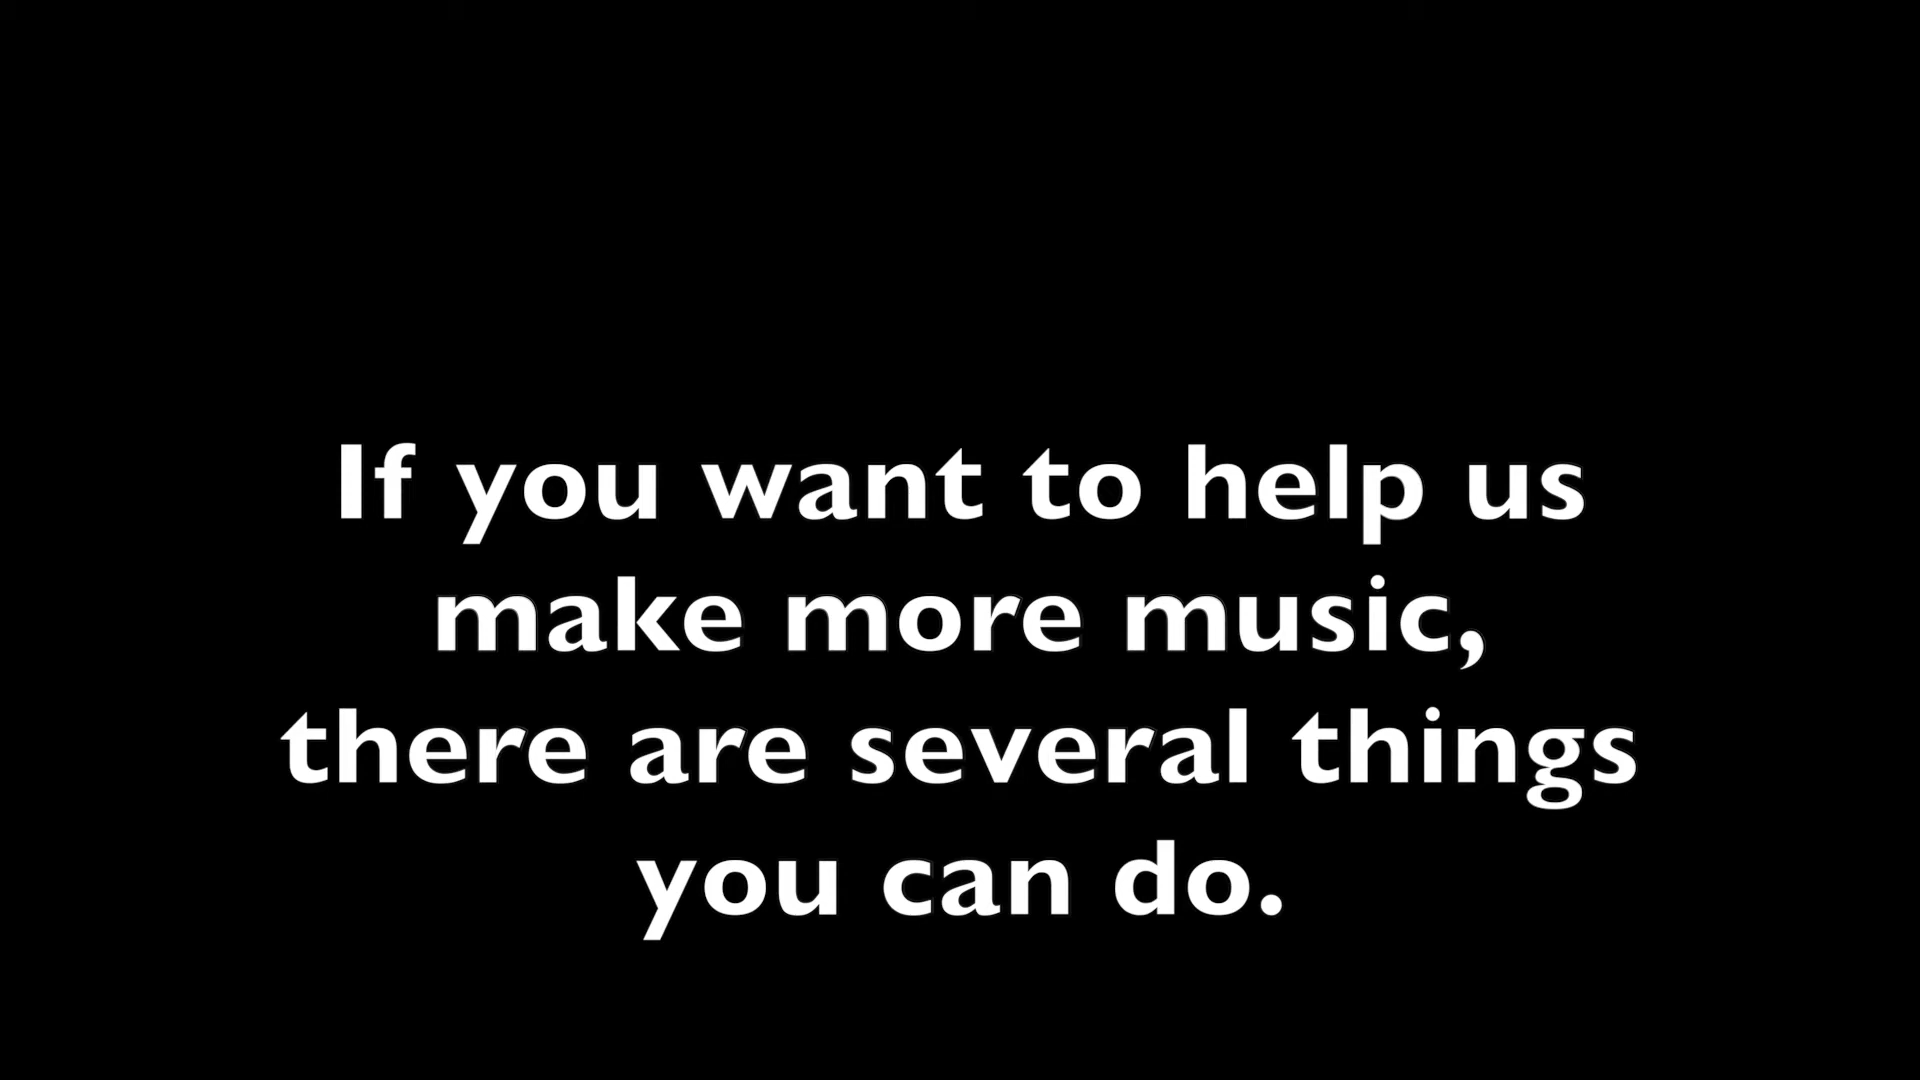 If you want to help us
make more music,
there are several things
you can do.